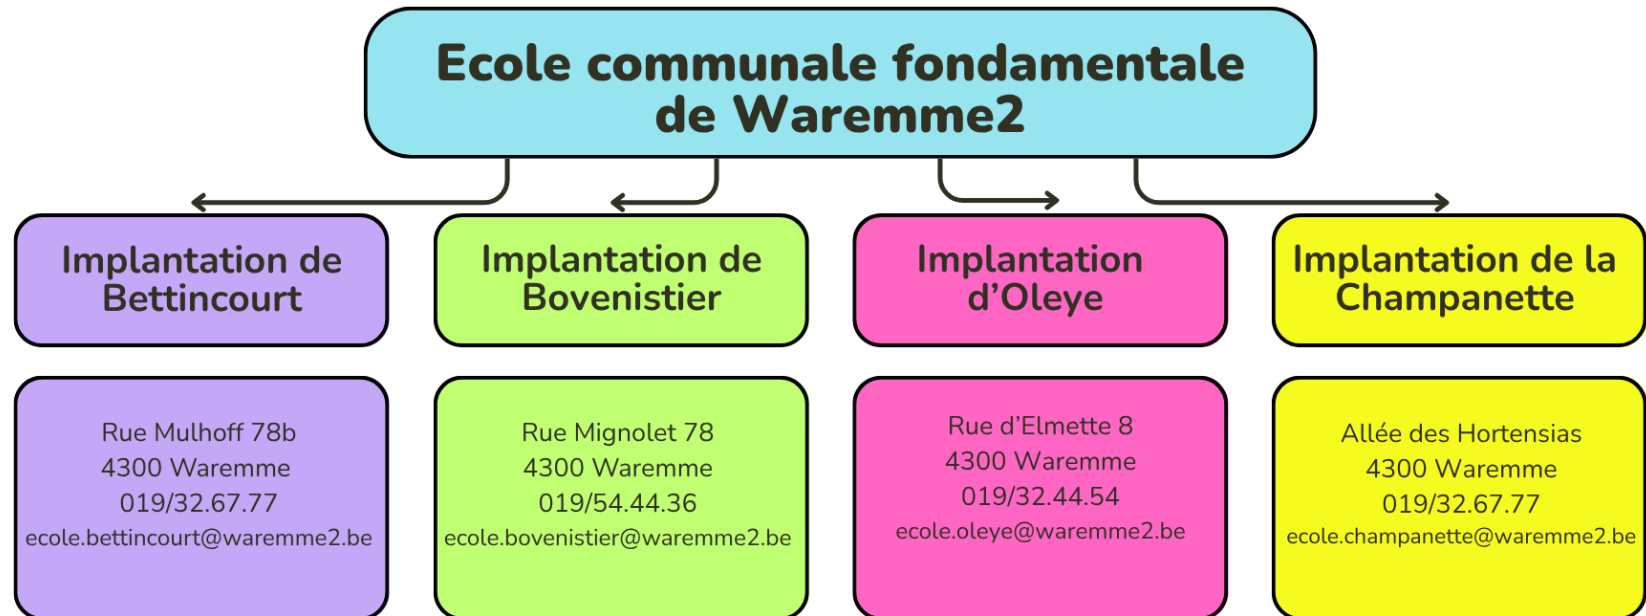 Ecole communale fondamentale
de Waremme2
Implantation de
Bettincourt
Rue Mulhoff 78b
4300 Waremme
019/32.67.77
ecole.bettincourt@waremme2.be
Implantation de
Bovenistier
Rue Mignolet 78
4300 Waremme
019/54.44.36
ecole.bovenistier@waremme2.be
Implantation
d’Oleye
Rue d’Elmette 8
4300 Waremme
019/32.44.54
ecole.oleye@waremme2.be
Implantation de la
Champanette
Allée des Hortensias
4300 Waremme
019/32.67.77
ecole.champanette@waremme2.be